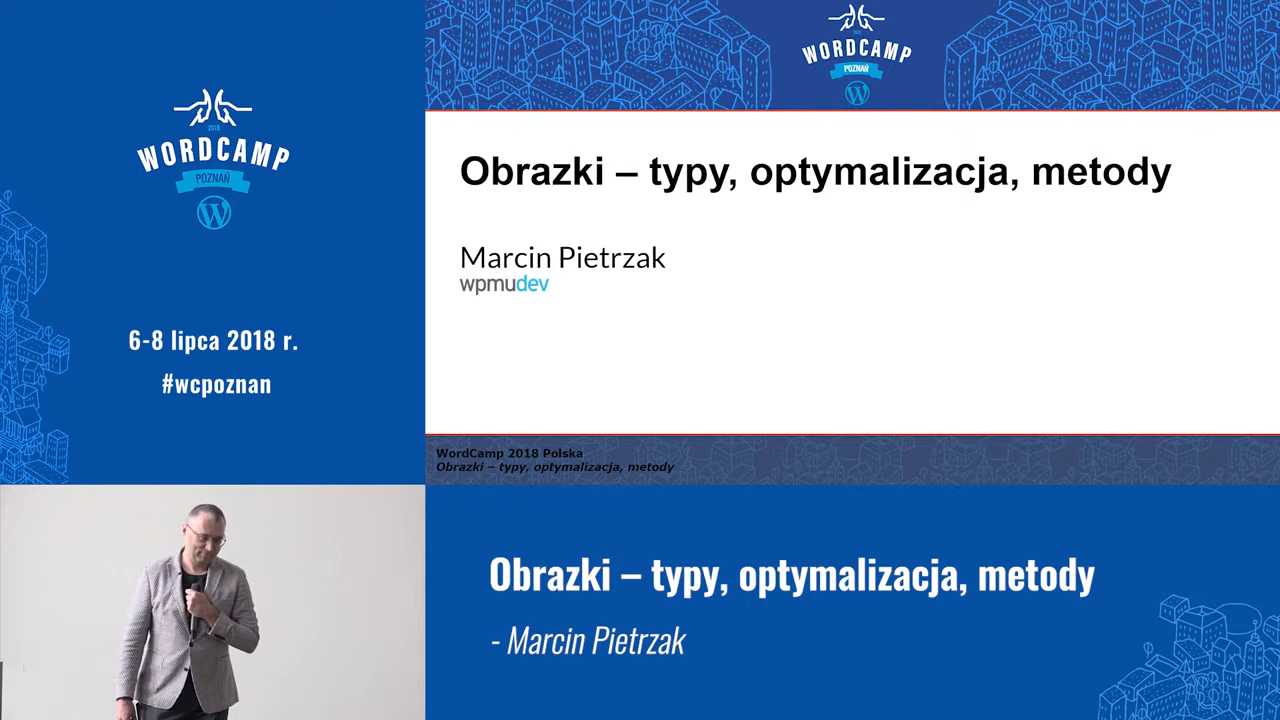 2018
WORDCAMP
POZNAŃ
6-8 lipca 2018 r.
#wcpoznan
WORDCAMP
POZNAŃ
Obrazki – typy, optymalizacja, metody
Marcin Pietrzak
wpmudev
WordCamp 2018 Polska
Obrazki – typy, optymalizacja, metody
Obrazki – typy, optymalizacja, metody
- Marcin Pietrzak